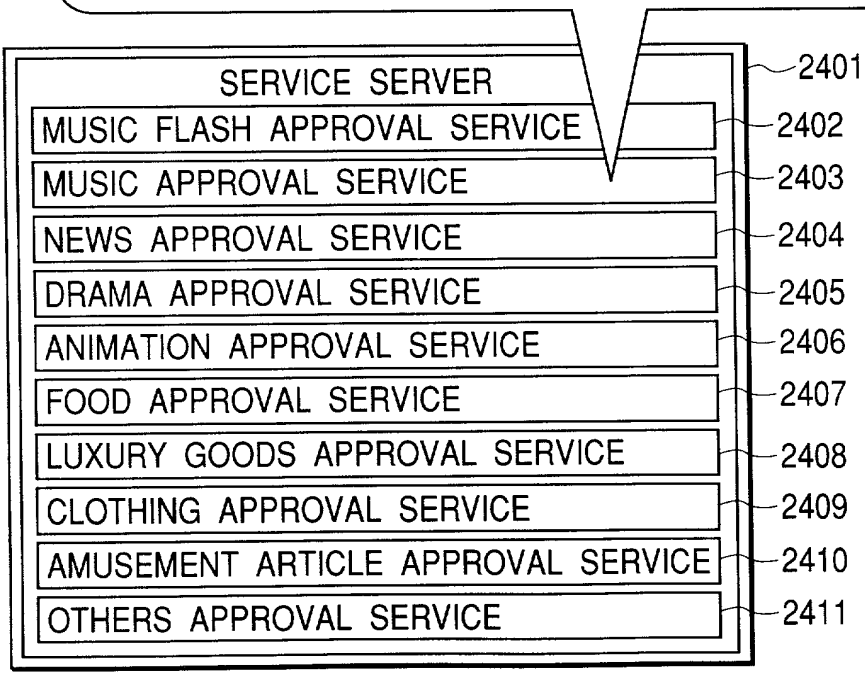 SERVICE SERVER 2401
MUSIC FLASH APPROVAL SERVICE 2402
MUSIC APPROVAL SERVICE 2403
NEWS APPROVAL SERVICE 2404
DRAMA APPROVAL SERVICE 2405
ANIMATION APPROVAL SERVICE 2406
FOOD APPROVAL SERVICE 2407
LUXURY GOODS APPROVAL SERVICE 2408
CLOTHING APPROVAL SERVICE 2409
AMUSEMENT ARTICLE APPROVAL SERVICE 2410
OTHERS APPROVAL SERVICE 2411